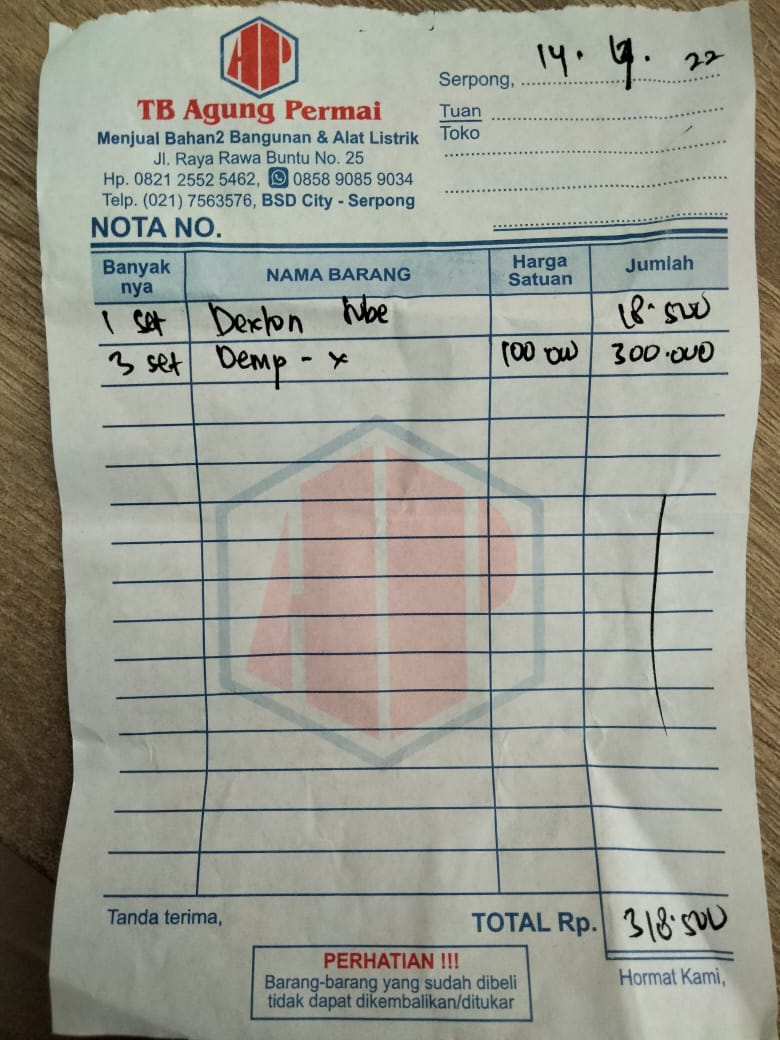 AP
TB Agung Permai
Menjual Bahan2 Bangunan & Alat Listrik
Jl. Raya Rawa Buntu No. 25
Hp. 0821 2552 5462, 0858 9085 9034
Telp. (021) 7563576, BSD City - Serpong
NOTA NO.
Serpong, 14. 22
Tuan
Toko
Banyak nya NAMA BARANG Harga Satuan Jumlah
1 set Dexton tube 18.500
3 set Demp - x 100 000 300.000
Tanda terima, TOTAL Rp. 318.500
PERHATIAN !!!
Barang-barang yang sudah dibeli
tidak dapat dikembalikan/ditukar
Hormat Kami,